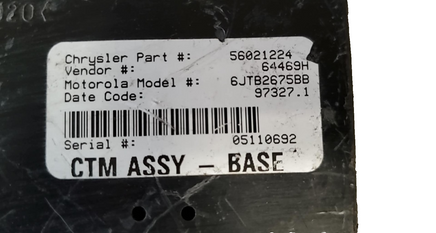 Chrysler Part #: 56021224
Vendor #: 64469H
Motorola Model #: 6JTB2675BB
Date Code: 97327.1
Serial #: 05110692
CTM ASSY – BASE